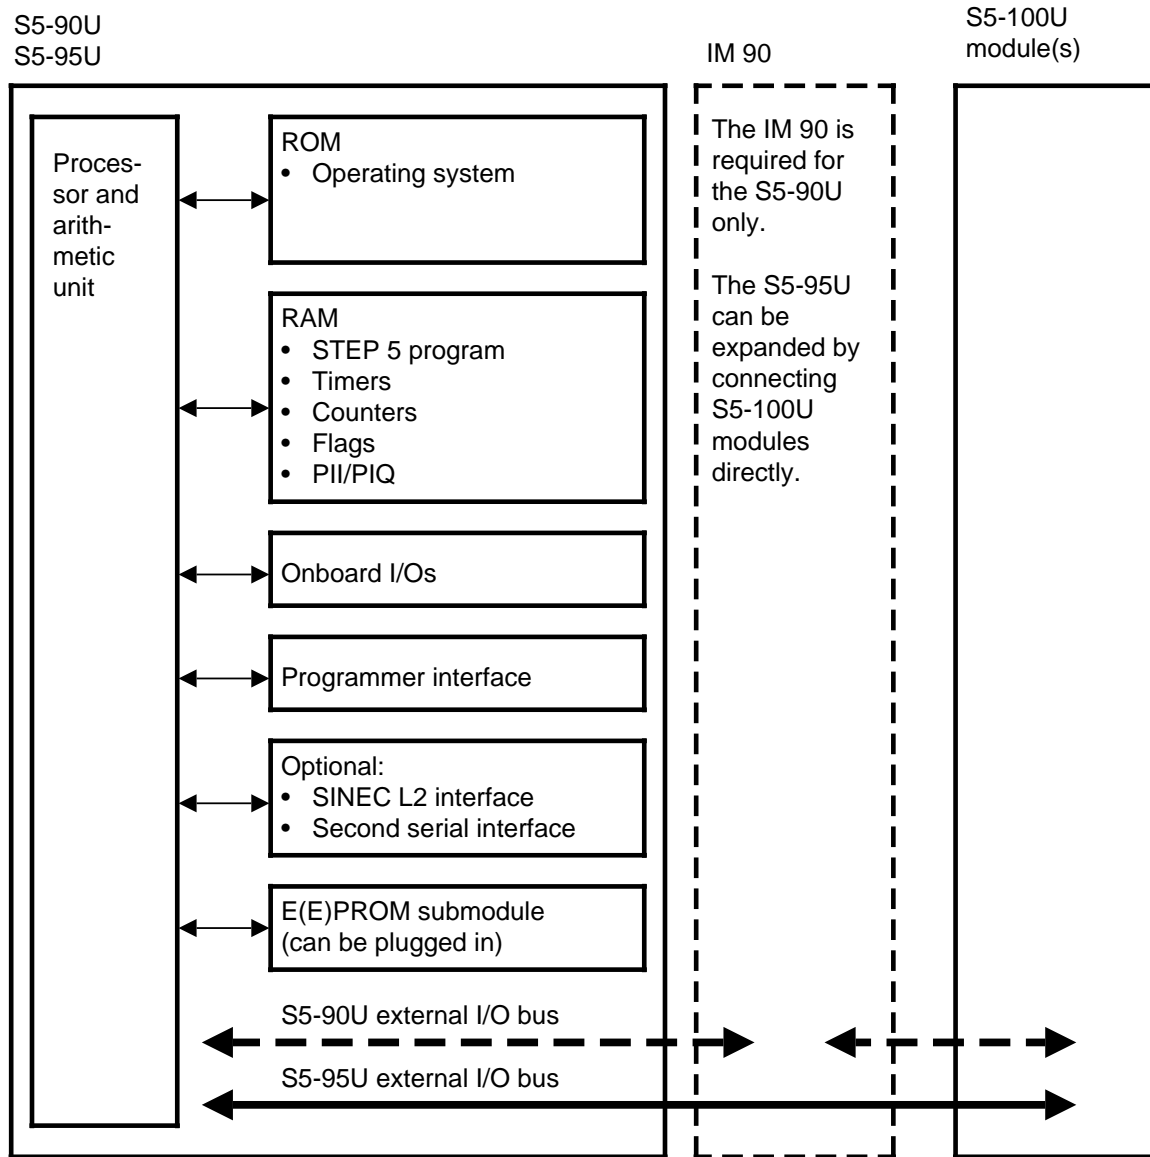 S5-90U
S5-95U
IM 90
S5-100U
module(s)
Proces-
sor and
arith-
metic
unit
ROM
• Operating system
RAM
• STEP 5 program
• Timers
• Counters
• Flags
• PII/PIQ
Onboard I/Os
Programmer interface
Optional:
• SINEC L2 interface
• Second serial interface
E(E)PROM submodule
(can be plugged in)
The IM 90 is
required for
the S5-90U
only.
The S5-95U
can be
expanded by
connecting
S5-100U
modules
directly.
S5-90U external I/O bus
S5-95U external I/O bus